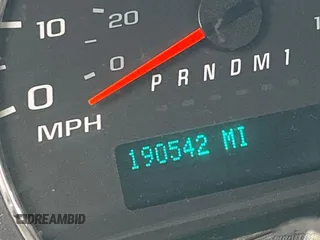 10 20
0 0
MPH
P R N D M 1
190542 MI
DREAMBID